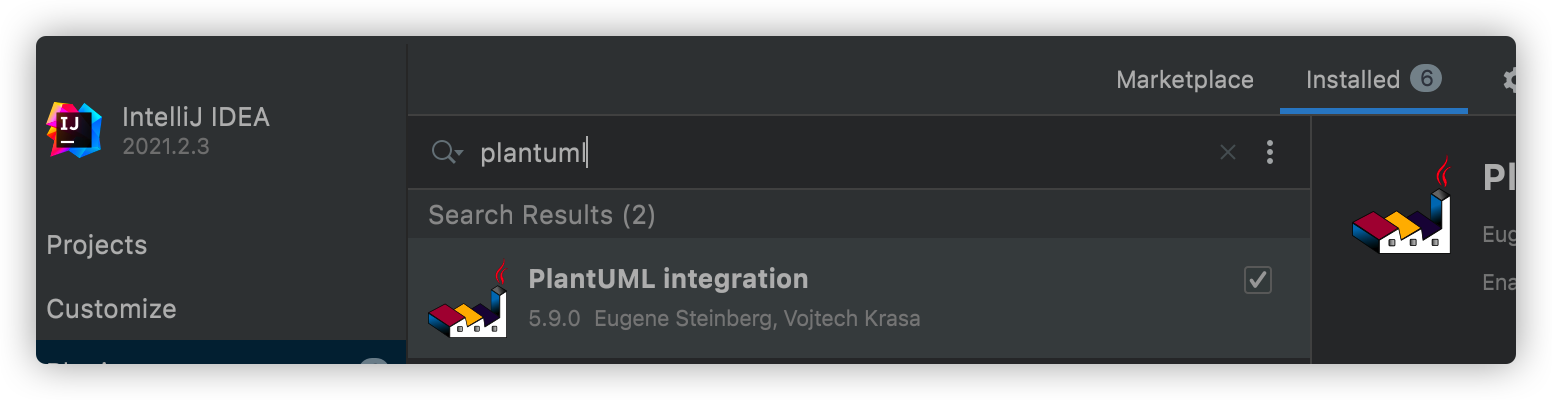 Marketplace
Installed 6
IJ
IntelliJ IDEA
2021.2.3
plantuml
Search Results (2)
Projects
Customize
PlantUML integration
5.9.0 Eugene Steinberg, Vojtech Krasa
Pl
Eug
Ena